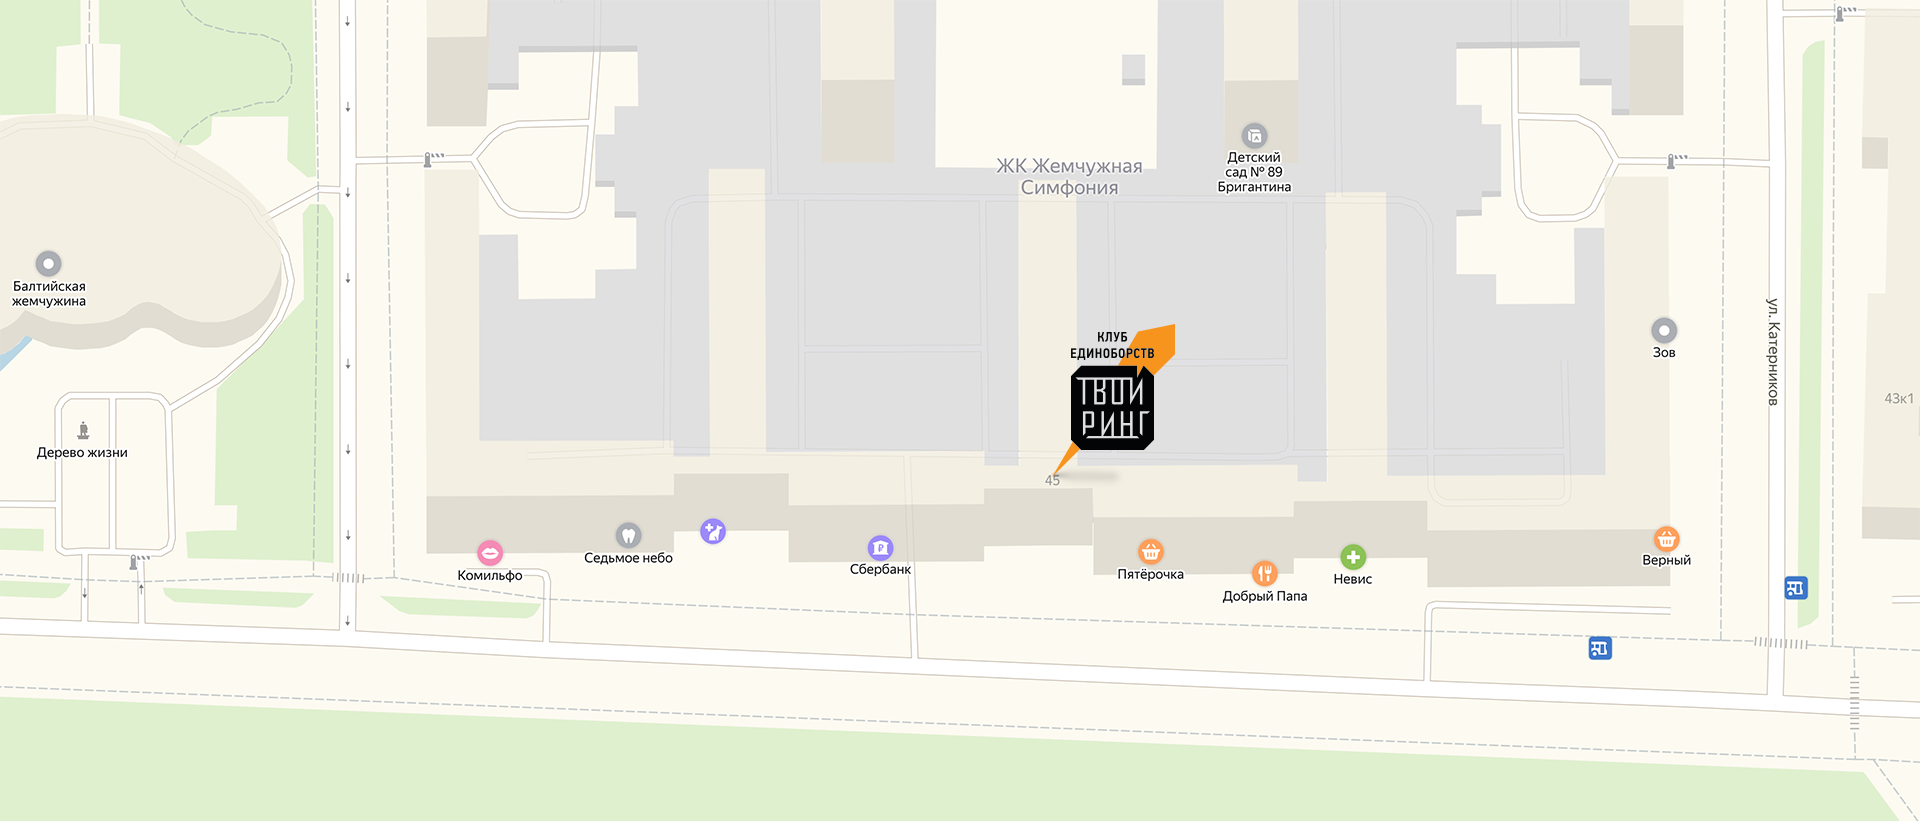 ЖК Жемчужная
Симфония
Детский
сад № 89
Бригантина
Балтийская
жемчужина
ул. Катерников
КЛУБ
ЕДИНОБОРСТВ
ТВОЙ
РИНГ
Зов
43к1
Дерево жизни
45
Комильфо
Седьмое небо
Сбербанк
Пятёрочка
Добрый Папа
Невис
Верный